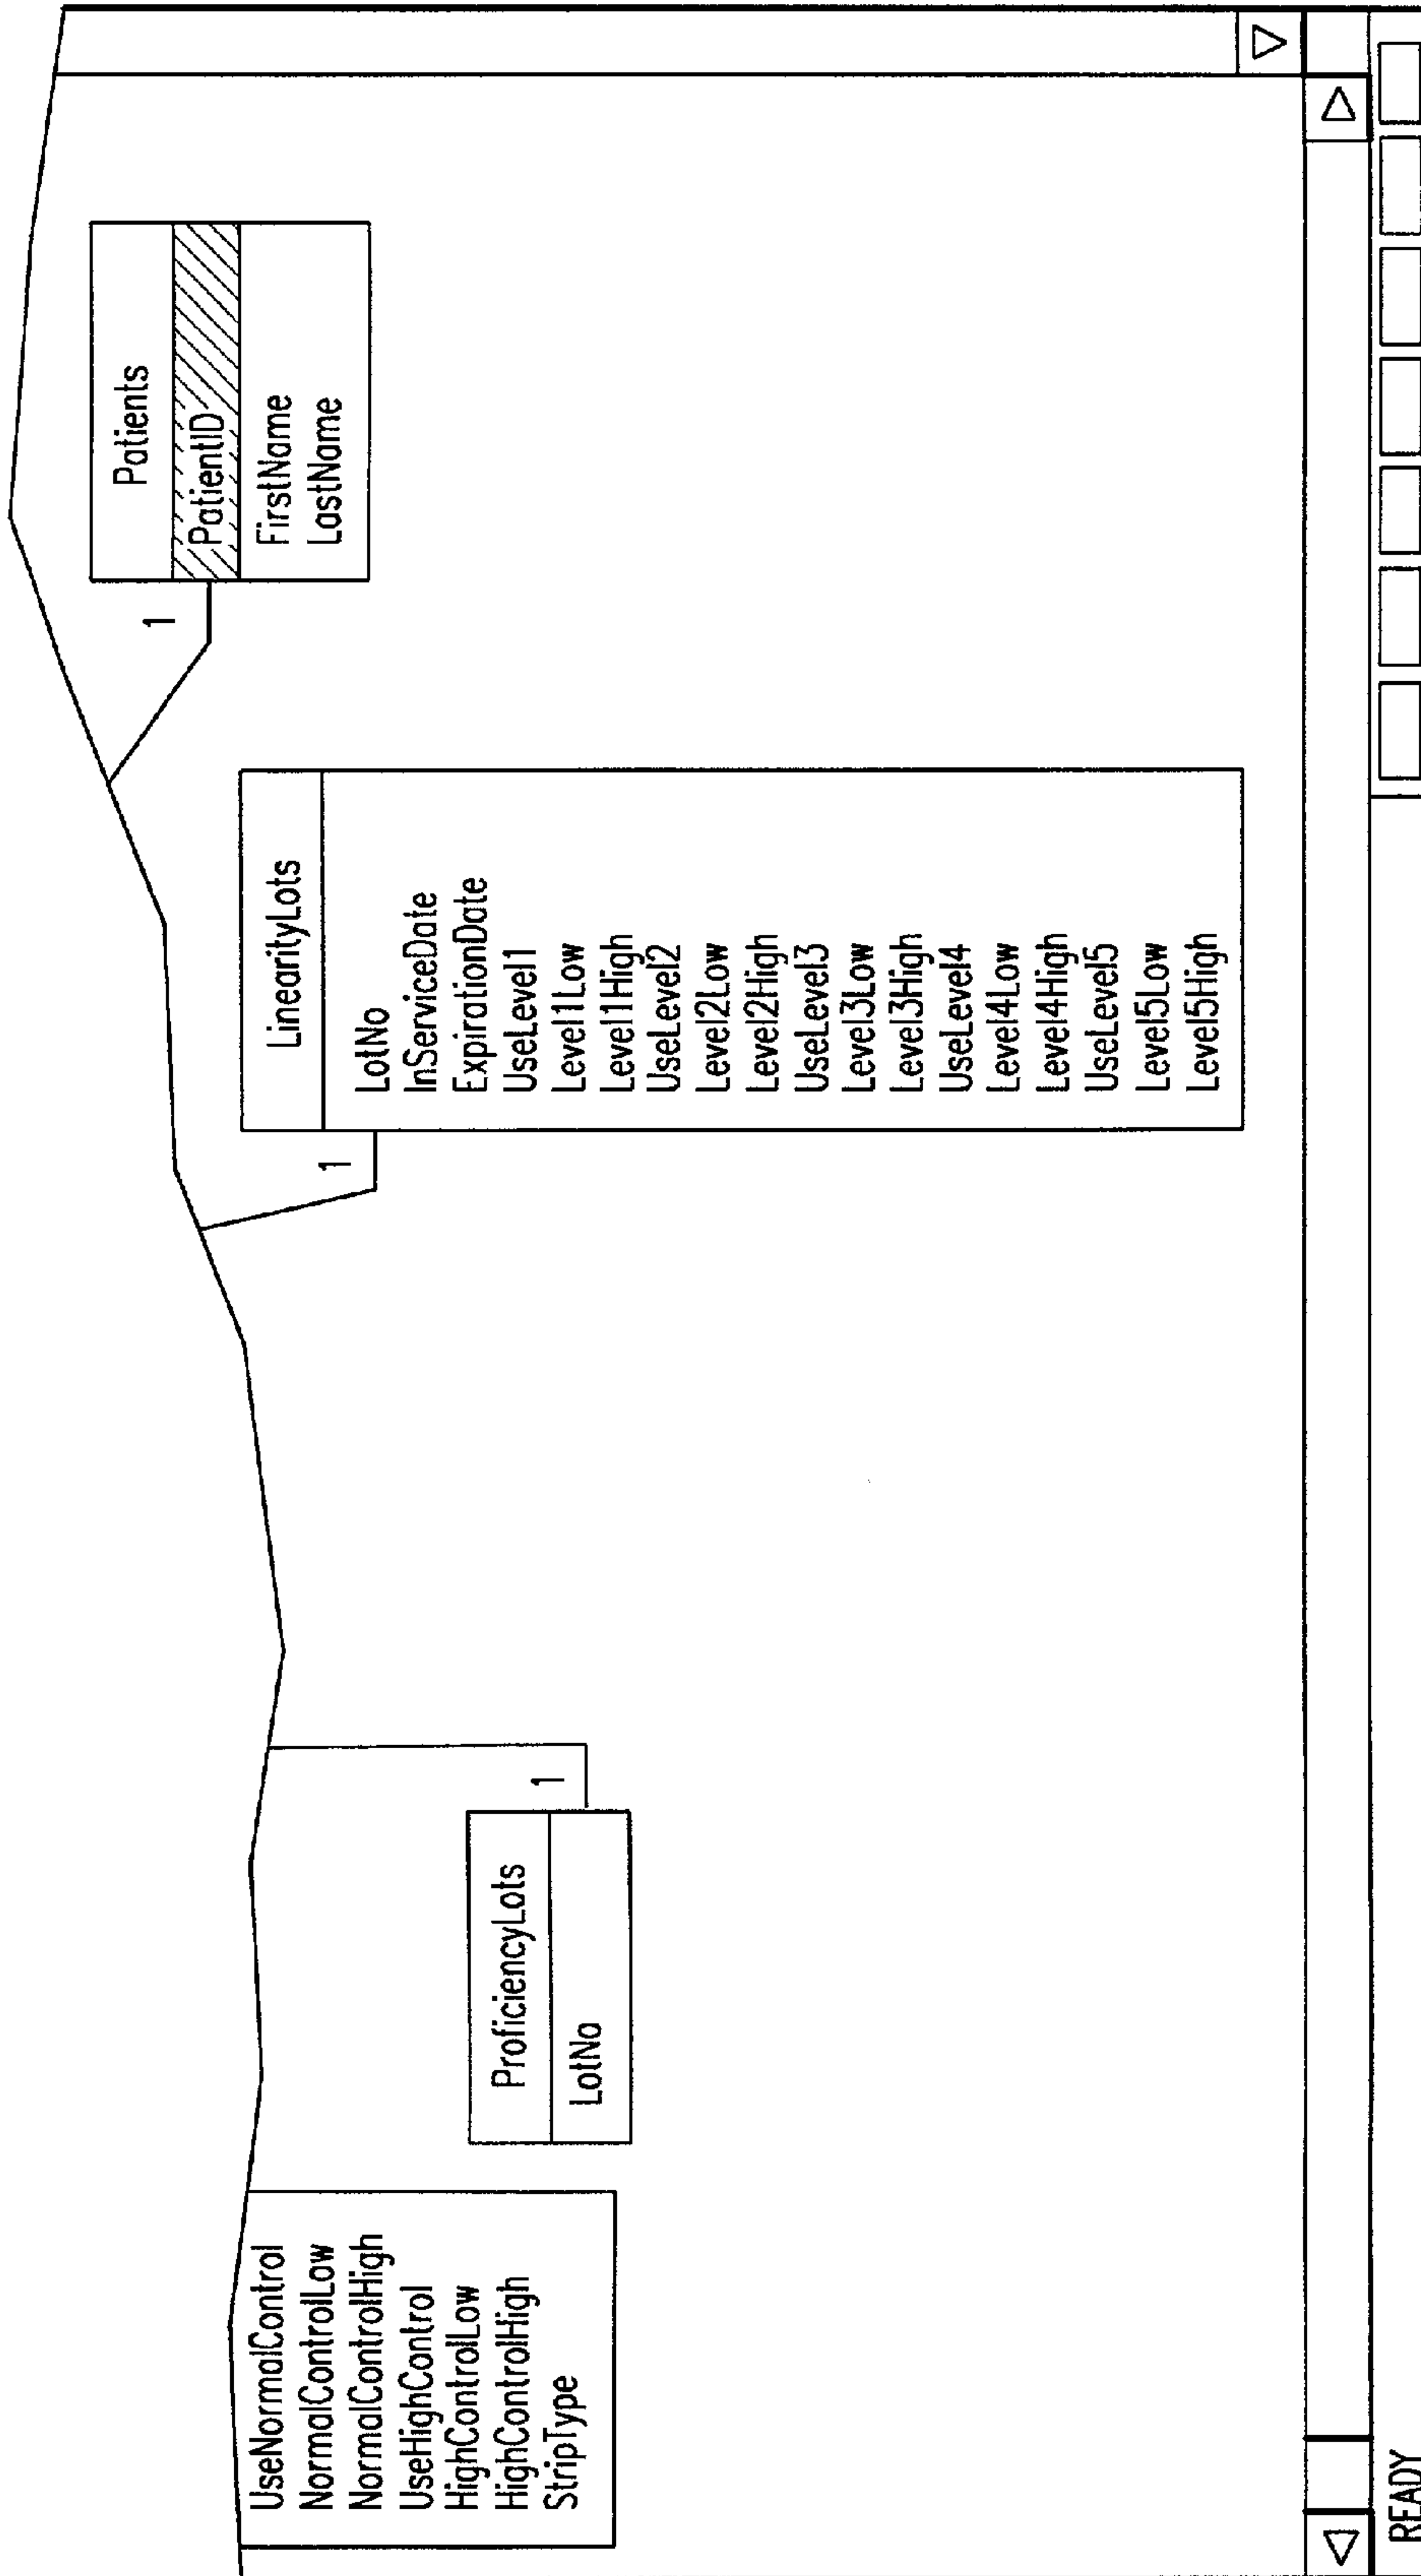 UseNormalControl
NormalControlLow
NormalControlHigh
UseHighControl
HighControlLow
HighControlHigh
StripType
ProficiencyLots
LotNo
1
LinearityLots
LotNo
InServiceDate
ExpirationDate
UseLevel1
Level1Low
Level1High
UseLevel2
Level2Low
Level2High
UseLevel3
Level3Low
Level3High
UseLevel4
Level4Low
Level4High
UseLevel5
Level5Low
Level5High
1
Patients
PatientID
FirstName
LastName
1
READY